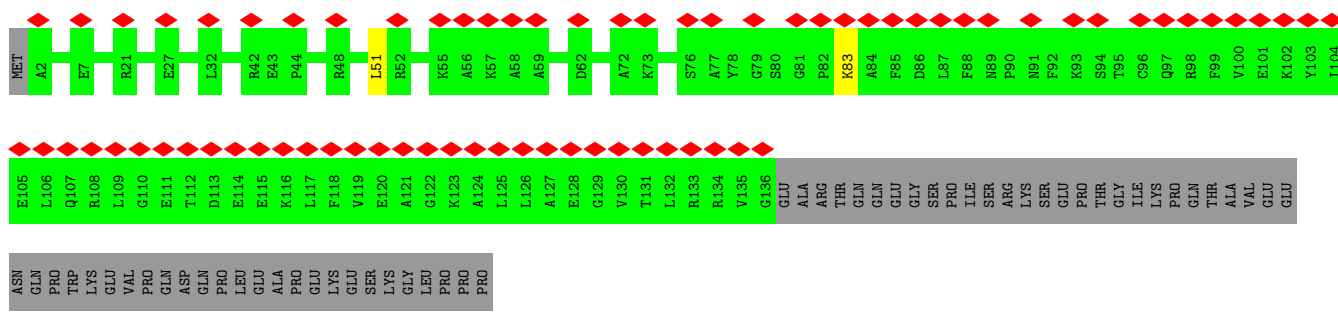 MET A2 E7 R21 E27 L32 R42 E43 P44 R48 L51 R52 K55 A56 K57 A58 A59 D62 A72 K73 S76 A77 Y78 G79 S80 G81 P82 K83 A84 F85 D86 L87 F88 N89 P90 N91 F92 K93 S94 T95 C96 Q97 R98 F99 V100 E101 K102 Y103 I104
E105 L106 Q107 R108 L109 G110 E111 T112 D113 E114 E115 K116 L117 F118 V119 E120 A121 G122 K123 A124 L125 L126 A127 E128 G129 V130 T131 L132 R133 R134 V135 G136 GLU ALA ARG THR GLN GLN GLU GLY SER PRO ILE SER ARG LYS SER GLU PRO THR GLY ILE LYS PRO GLN THR ALA VAL GLU GLU
ASN GLN PRO TRP LYS GLU VAL PRO GLN ASP GLN PRO LEU GLU ALA PRO GLU LYS GLU SER LYS GLY LEU PRO PRO PRO